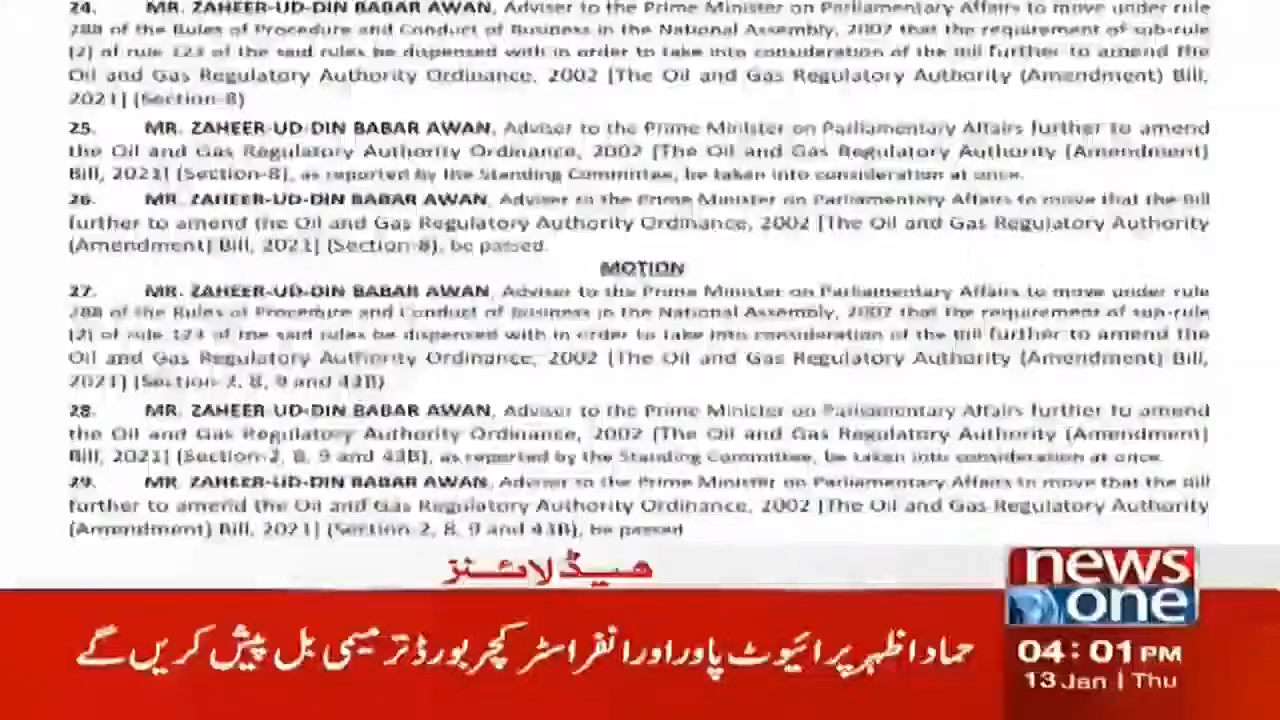 24. MR. ZAHEER-UD-DIN BABAR AWAN, Adviser to the Prime Minister on Parliamentary Affairs to move under rule
288 of the Rules of Procedure and Conduct of Business in the National Assembly, 2007 that the requirement of sub-rule
(2) of rule 123 of the said rules be dispensed with in order to take into consideration of the Bill further to amend the
Oil and Gas Regulatory Authority Ordinance, 2002 [The Oil and Gas Regulatory Authority (Amendment) Bill,
2021] (Section-8)
25. MR. ZAHEER-UD-DIN BABAR AWAN, Adviser to the Prime Minister on Parliamentary Affairs further to amend
the Oil and Gas Regulatory Authority Ordinance, 2002 [The Oil and Gas Regulatory Authority (Amendment)
Bill, 2021] (Section-8), as reported by the Standing Committee, be taken into consideration at once.
26. MR. ZAHEER-UD-DIN BABAR AWAN, Adviser to the Prime Minister on Parliamentary Affairs to move that the Bill
further to amend the Oil and Gas Regulatory Authority Ordinance, 2002 [The Oil and Gas Regulatory Authority
(Amendment) Bill, 2021] (Section-8), be passed.
MOTION
27. MR. ZAHEER-UD-DIN BABAR AWAN, Adviser to the Prime Minister on Parliamentary Affairs to move under rule
288 of the Rules of Procedure and Conduct of Business in the National Assembly, 2007 that the requirement of sub-rule
(2) of rule 123 of the said rules be dispensed with in order to take into consideration of the Bill further to amend the
Oil and Gas Regulatory Authority Ordinance, 2002 [The Oil and Gas Regulatory Authority (Amendment) Bill,
2021] (Section-2, 8, 9 and 43B)
28. MR. ZAHEER-UD-DIN BABAR AWAN, Adviser to the Prime Minister on Parliamentary Affairs further to amend
the Oil and Gas Regulatory Authority Ordinance, 2002 [The Oil and Gas Regulatory Authority (Amendment)
Bill, 2021] (Section-2, 8, 9 and 43B), as reported by the Standing Committee, be taken into consideration at once.
29. MR. ZAHEER-UD-DIN BABAR AWAN, Adviser to the Prime Minister on Parliamentary Affairs to move that the Bill
further to amend the Oil and Gas Regulatory Authority Ordinance, 2002 [The Oil and Gas Regulatory Authority
(Amendment) Bill, 2021] (Section-2, 8, 9 and 43B), be passed
ہیڈلائنز
حماد اظہر پرائیوٹ پاور اور انفراسٹرکچر بورڈ ترمیمی بل پیش کریں گے
news
one
04:01 PM
13 Jan | Thu